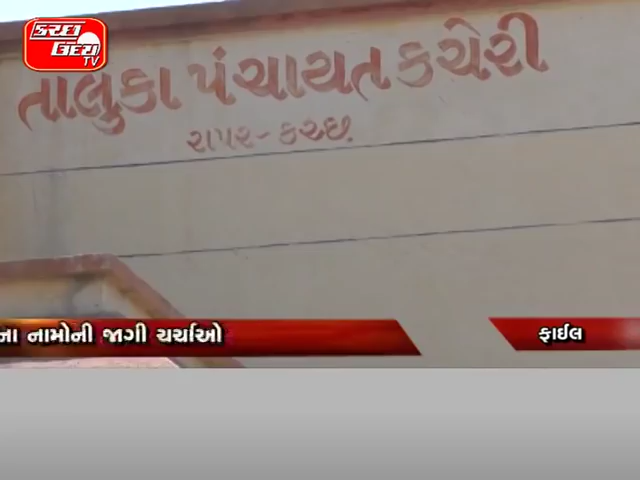 કચ્છ
ઉદય
TV
તાલુકા પંચાયત કચેરી
રાપર - કચ્છ.
ના નામોની જાગી ચર્ચાઓ
ફાઈલ